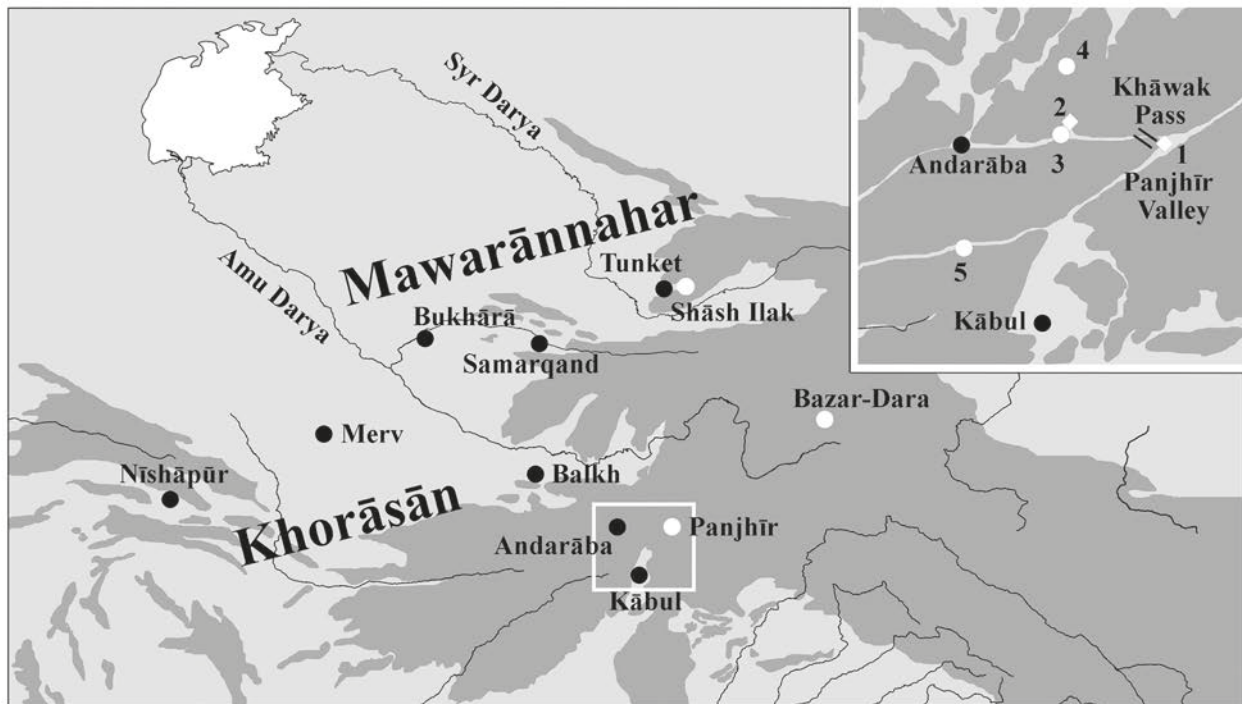 Syr Darya
Amu Darya
Mawarānnahar
Tunket
Shāsh Ilak
Bukhārā
Samarqand
Bazar-Dara
Merv
Nīshāpūr
Balkh
Khorāsān
Andarāba
Panjhīr
Kābul
4
Khāwak
Pass
2
Andarāba
3
1
Panjhīr
Valley
5
Kābul